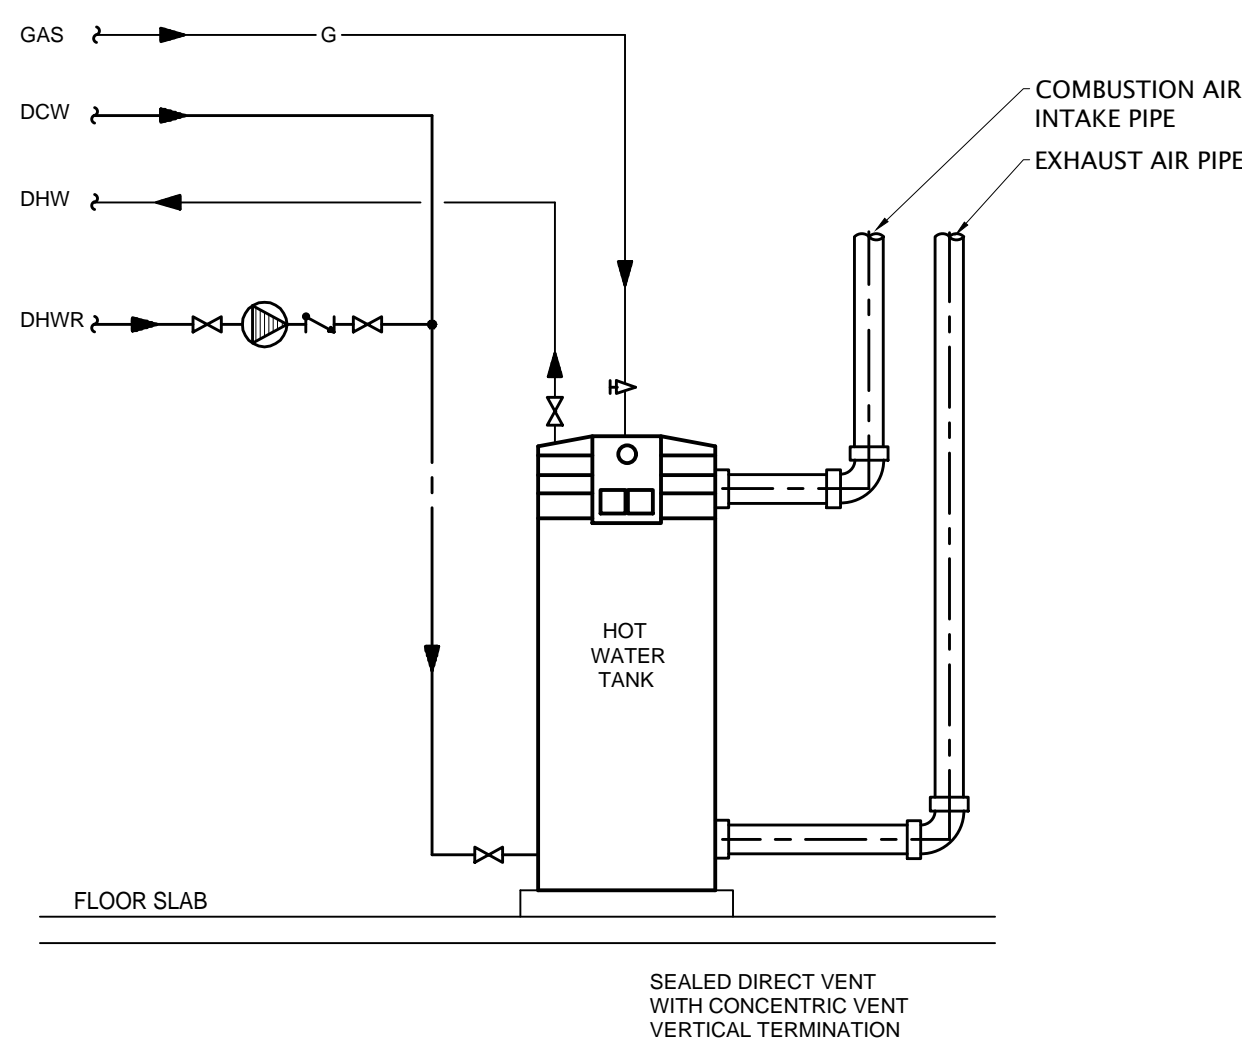 GAS
G
DCW
COMBUSTION AIR
INTAKE PIPE
EXHAUST AIR PIPE
DHW
DHWR
HOT
WATER
TANK
FLOOR SLAB
SEALED DIRECT VENT
WITH CONCENTRIC VENT
VERTICAL TERMINATION